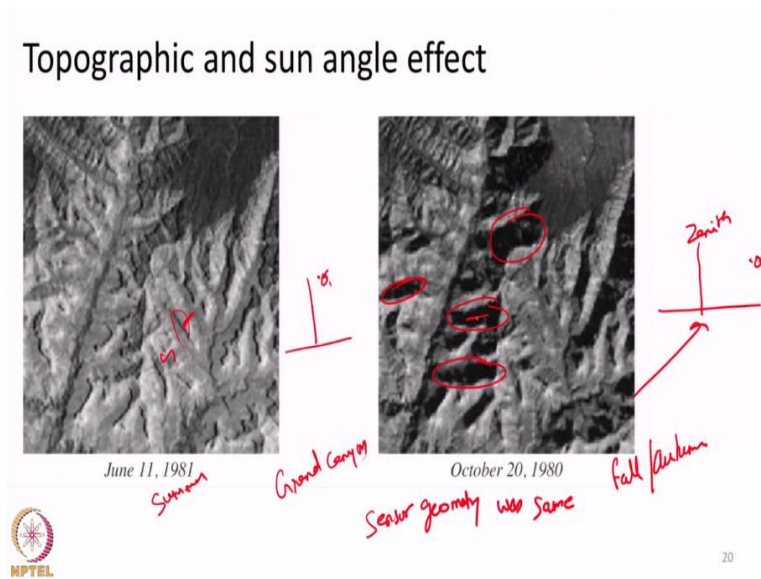 Topographic and sun angle effect
Zenith
June 11, 1981
October 20, 1980
Grand Canyon
Fall/Autumn
Sensor geometry was same
NPTEL
20